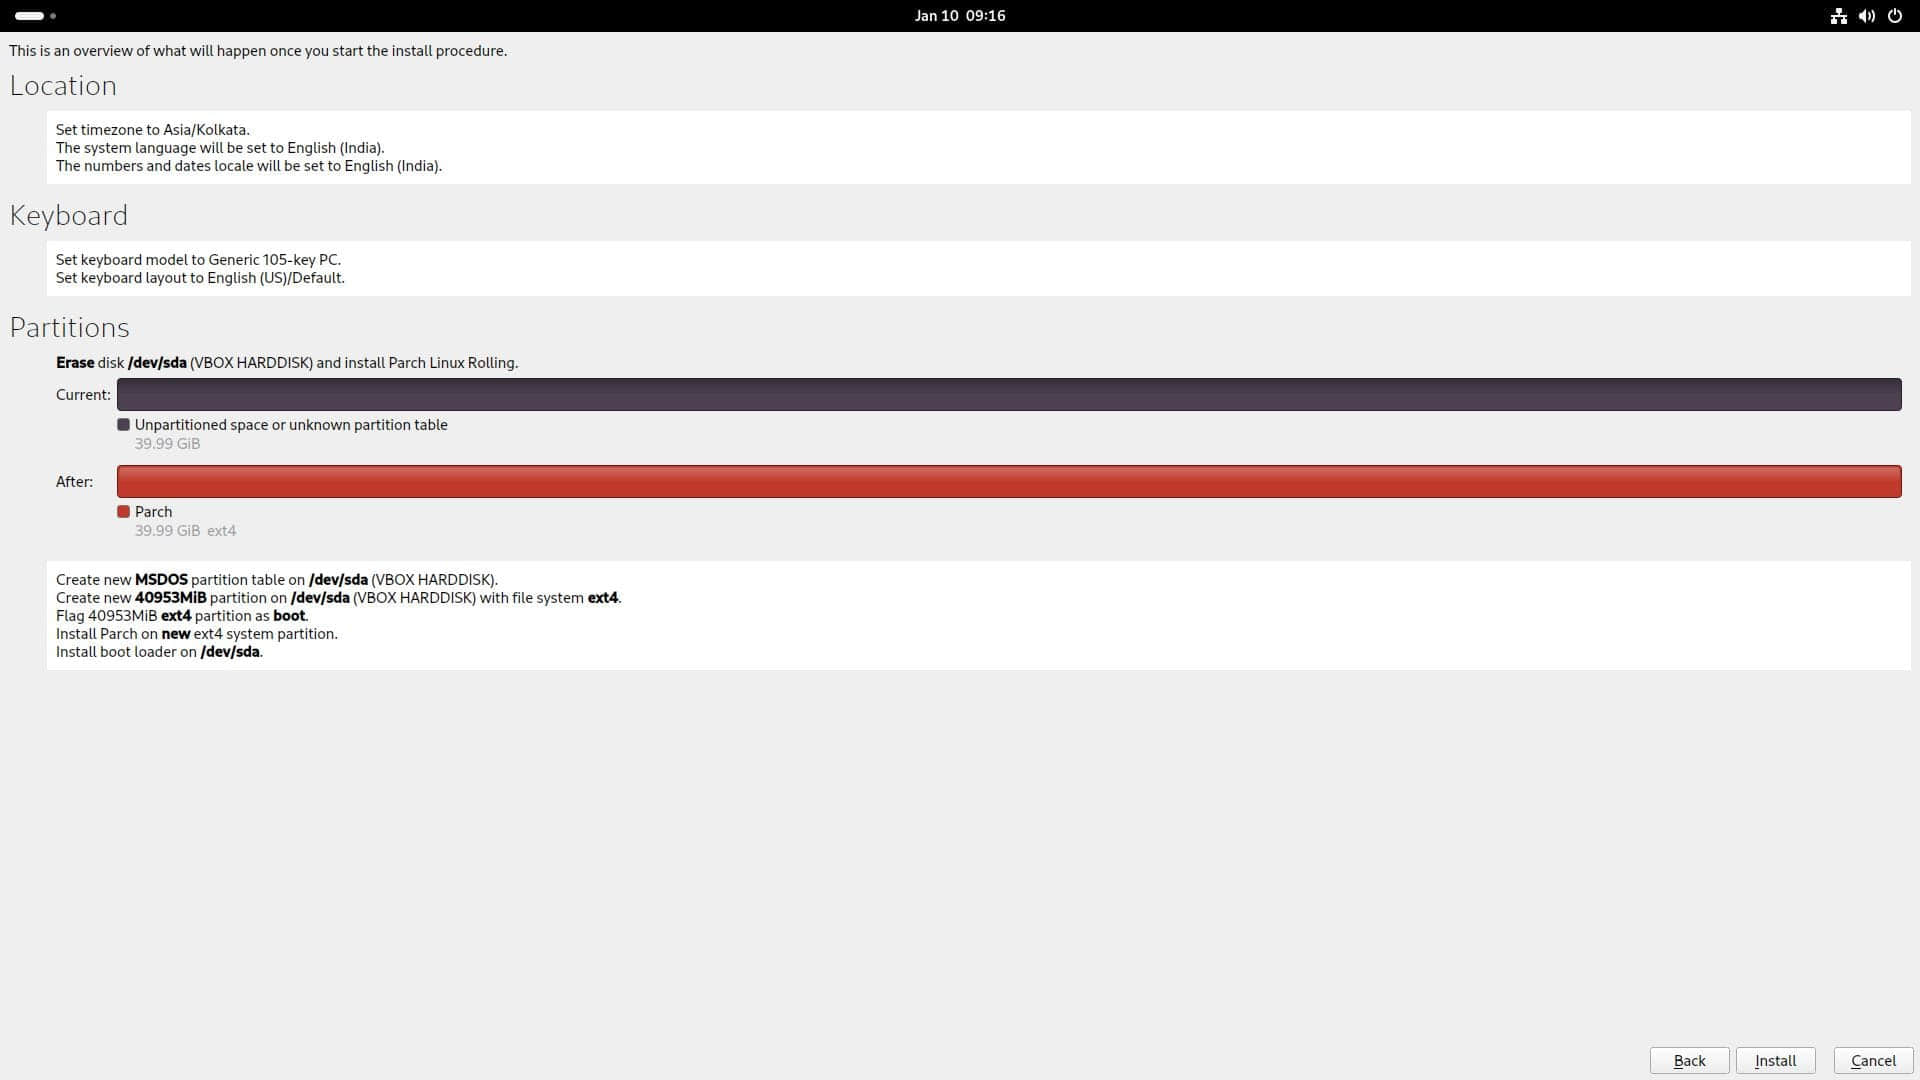 Jan 10 09:16
This is an overview of what will happen once you start the install procedure.
Location
Set timezone to Asia/Kolkata.
The system language will be set to English (India).
The numbers and dates locale will be set to English (India).
Keyboard
Set keyboard model to Generic 105-key PC.
Set keyboard layout to English (US)/Default.
Partitions
Erase disk /dev/sda (VBOX HARDDISK) and install Parch Linux Rolling.
Current:
Unpartitioned space or unknown partition table
39.99 GiB
After:
Parch
39.99 GiB ext4
Create new MSDOS partition table on /dev/sda (VBOX HARDDISK).
Create new 40953MiB partition on /dev/sda (VBOX HARDDISK) with file system ext4.
Flag 40953MiB ext4 partition as boot.
Install Parch on new ext4 system partition.
Install boot loader on /dev/sda.
Back Install Cancel